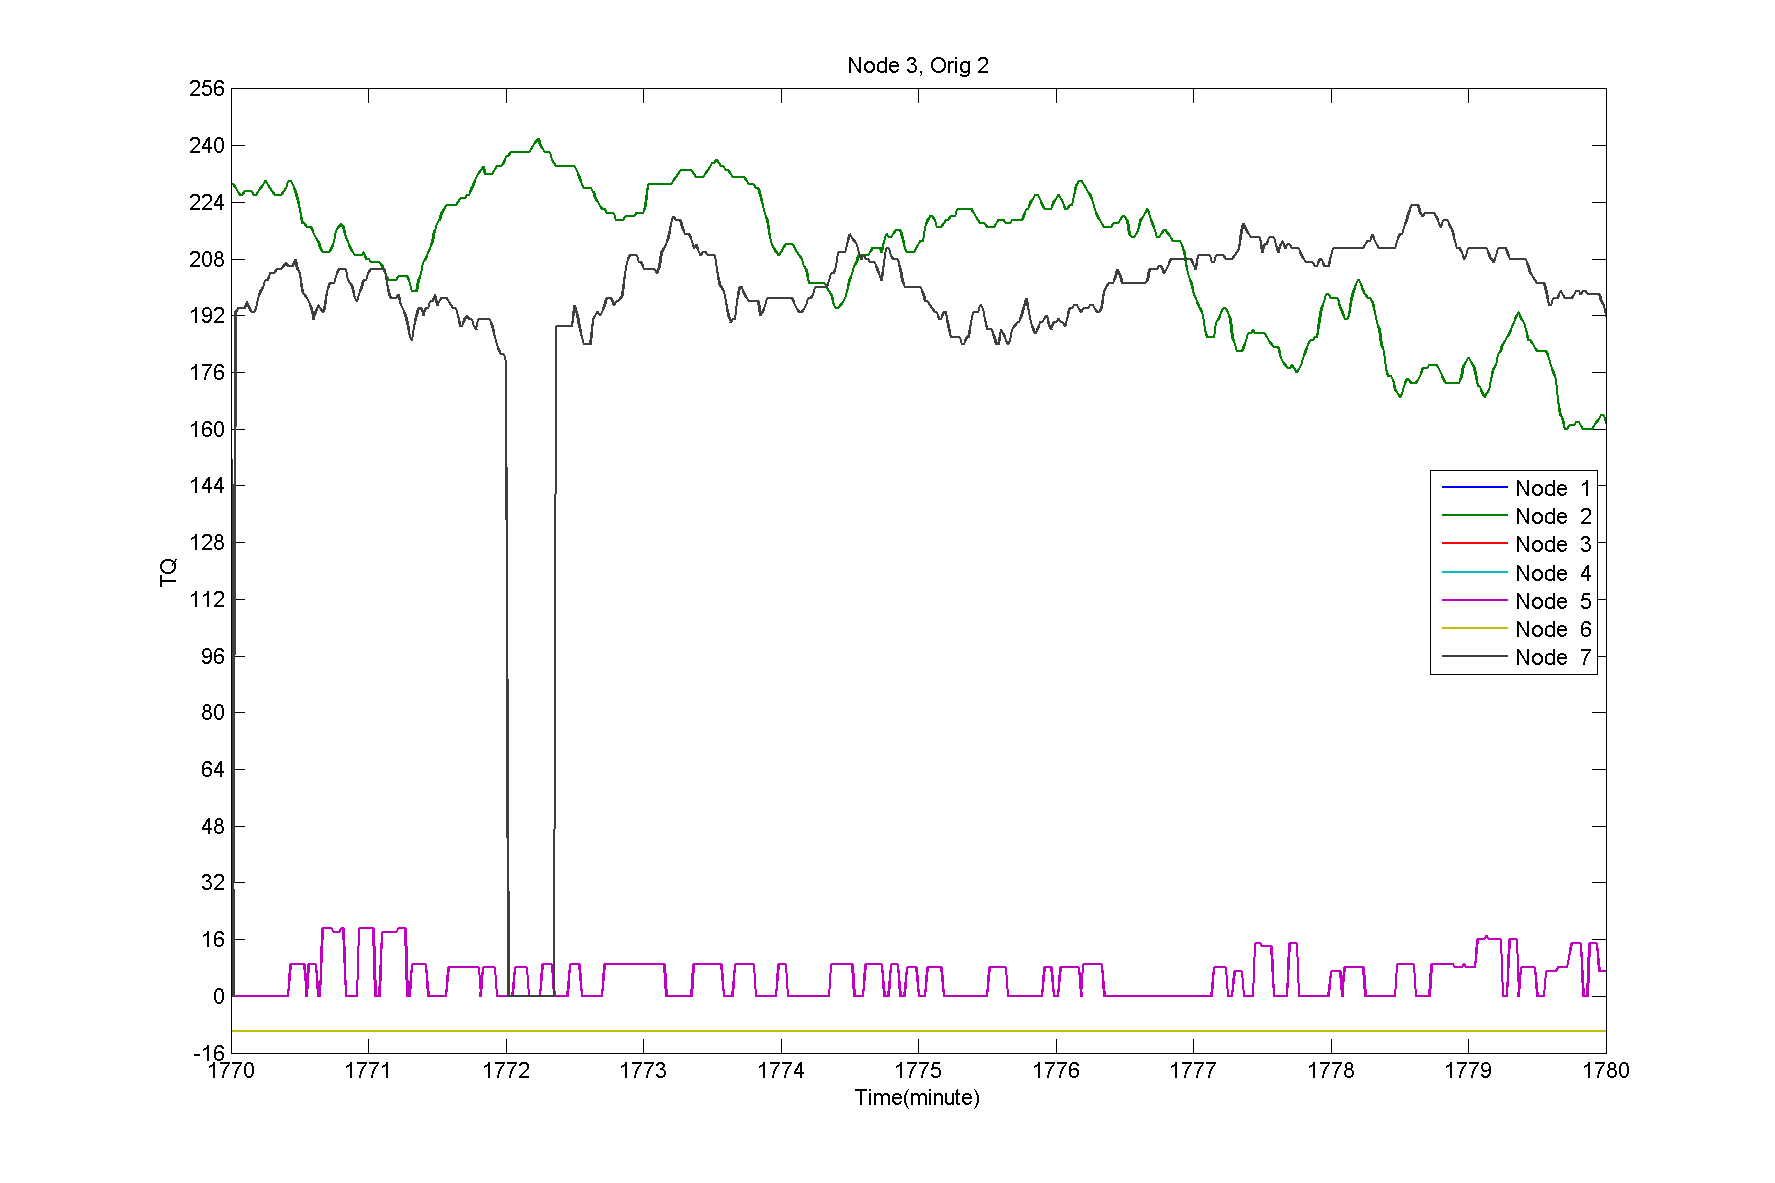 Node 3, Orig 2
256
240
224
208
192
176
160
144
128
112
96
80
64
48
32
16
0
-16
TQ
Node 1
Node 2
Node 3
Node 4
Node 5
Node 6
Node 7
1770 1771 1772 1773 1774 1775 1776 1777 1778 1779 1780
Time(minute)